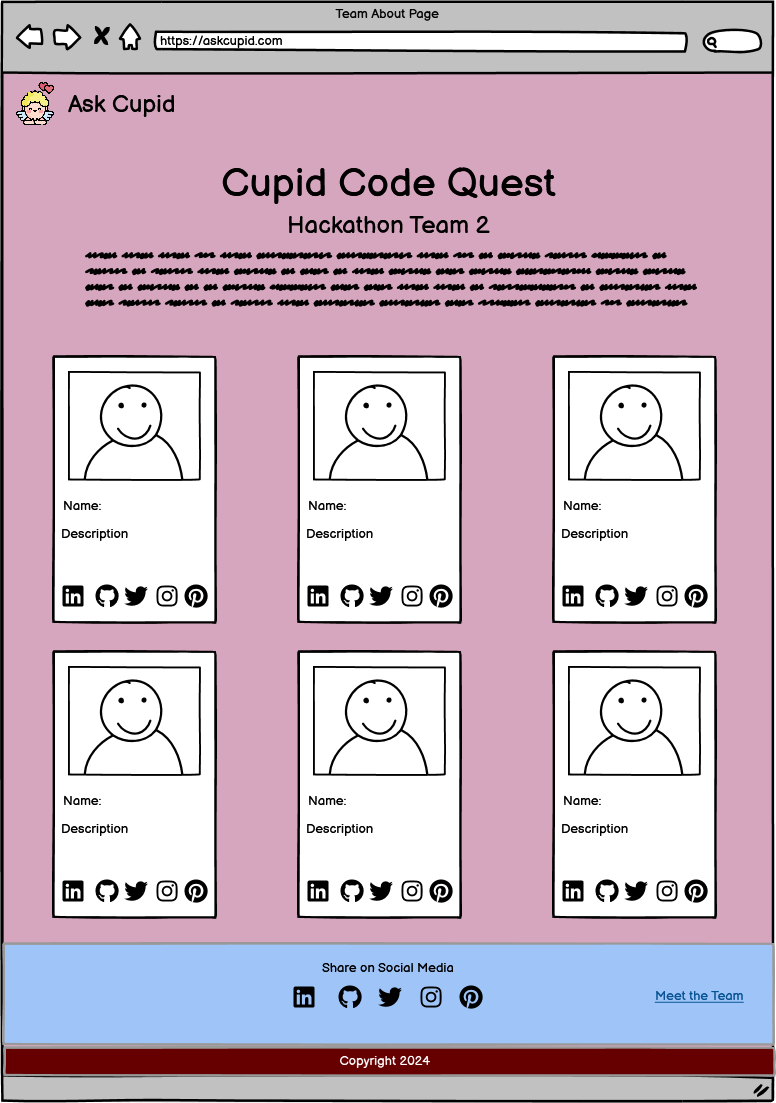 Team About Page
https://askcupid.com
Ask Cupid
Cupid Code Quest
Hackathon Team 2
Name:
Description
Name:
Description
Name:
Description
Name:
Description
Name:
Description
Name:
Description
Share on Social Media
Meet the Team
Copyright 2024